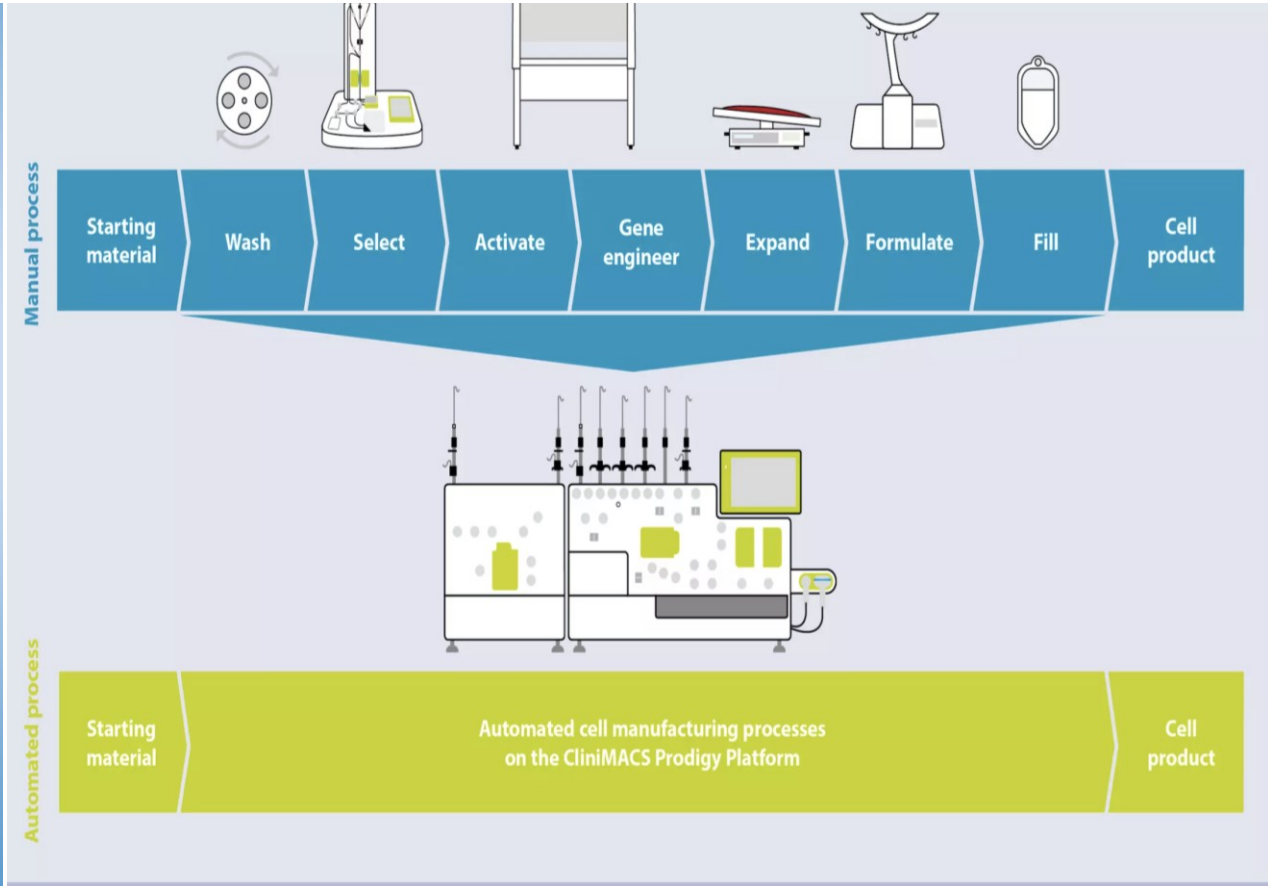 Manual process
Starting
material
Wash
Select
Activate
Gene
engineer
Expand
Formulate
Fill
Cell
product
Automated process
Starting
material
Automated cell manufacturing processes
on the CliniMACS Prodigy Platform
Cell
product